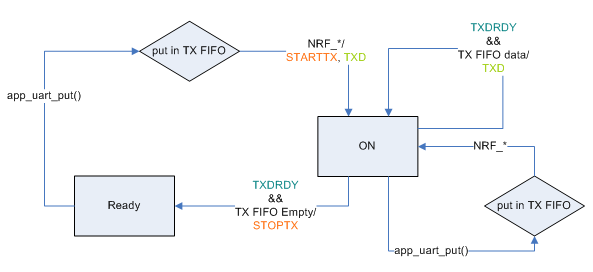 put in TX FIFO
NRF_*/
STARTTX, TXD
TXDRDY
&&
TX FIFO data/
TXD
app_uart_put()
ON
NRF_*
Ready
TXDRDY
&&
TX FIFO Empty/
STOPTX
put in TX FIFO
app_uart_put()